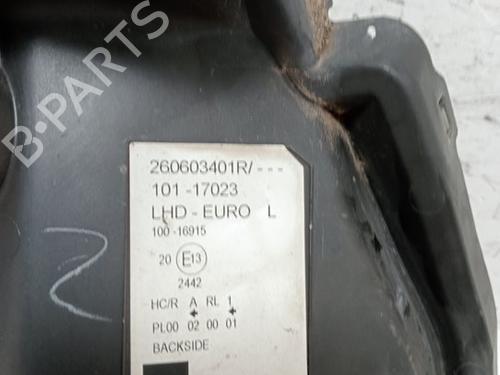 260603401R/---
101 -17023
LHD - EURO L
100 -16915
20 E13
2442
HC/R A RL 1
PL00 02 00 01
BACKSIDE
2
B-PARTS